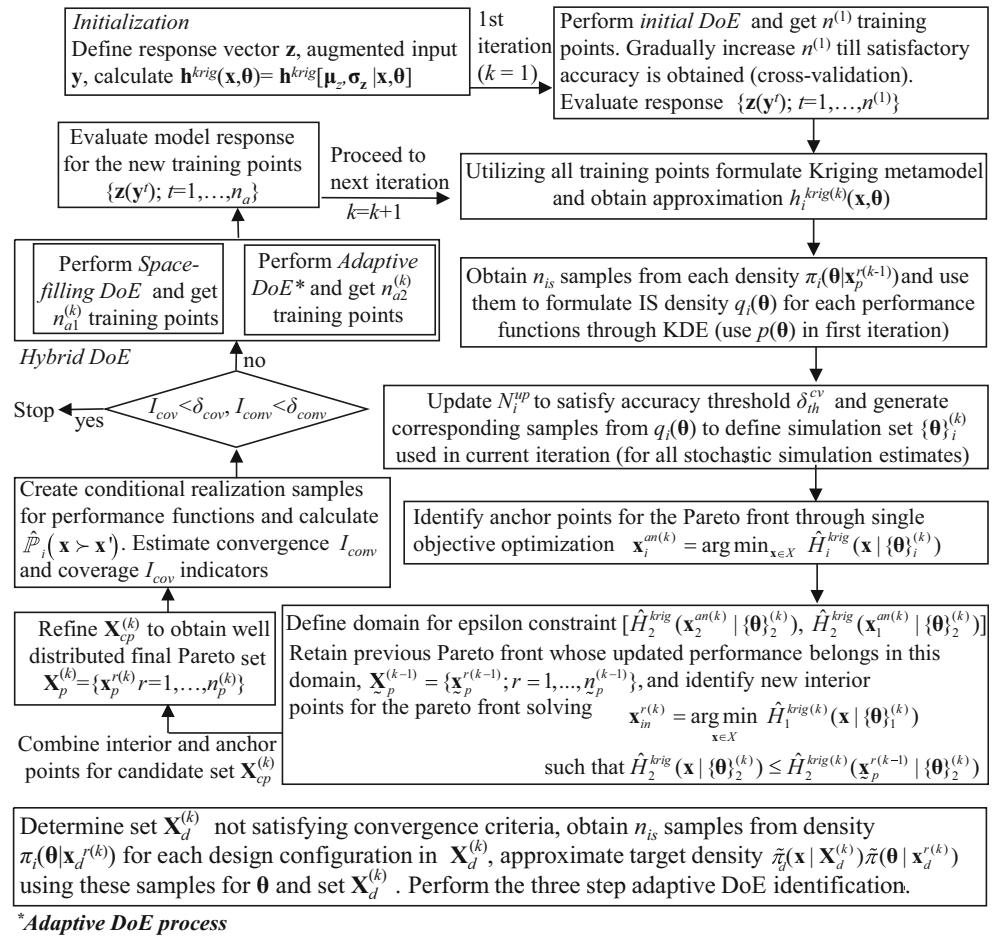 Initialization
Define response vector z, augmented input
y, calculate h^krig(x,θ)= h^krig[μ_z,σ_z |x,θ]
1st
iteration
(k = 1)
Perform initial DoE and get n^(1) training
points. Gradually increase n^(1) till satisfactory
accuracy is obtained (cross-validation).
Evaluate response {z(y^t); t=1,…,n^(1)}
Utilizing all training points formulate Kriging metamodel
and obtain approximation h_i^krig(k)(x,θ)
Obtain n_is samples from each density π_i(θ|x_p^r(k-1)) and use
them to formulate IS density q_i(θ) for each performance
functions through KDE (use p(θ) in first iteration)
Update N_i^up to satisfy accuracy threshold δ_th^cv and generate
corresponding samples from q_i(θ) to define simulation set {θ}_i^(k)
used in current iteration (for all stochastic simulation estimates)
Identify anchor points for the Pareto front through single
objective optimization x_i^an(k) = arg min_x∈X Ĥ_i^krig(x | {θ}_i^(k))
Define domain for epsilon constraint [Ĥ_2^krig(x_2^an(k) | {θ}_2^(k)), Ĥ_2^krig(x_1^an(k) | {θ}_2^(k))]
Retain previous Pareto front whose updated performance belongs in this
domain, X̰_p^(k-1) = {x̰_p^r(k-1); r = 1,...,ṋ_p^(k-1)}, and identify new interior
points for the pareto front solving x_in^r(k) = arg min_x∈X Ĥ_1^krig(k)(x | {θ}_1^(k))
such that Ĥ_2^krig(x | {θ}_2^(k)) ≤ Ĥ_2^krig(k)(x̰_p^r(k-1) | {θ}_2^(k))
Combine interior and anchor
points for candidate set X_cp^(k)
Refine X_cp^(k) to obtain well
distributed final Pareto set
X_p^(k)={x_p^r(k) r=1,…,n_p^(k)}
Create conditional realization samples
for performance functions and calculate
ℙ̂_i(x ≻ x'). Estimate convergence I_conv
and coverage I_cov indicators
I_cov<δ_cov, I_conv<δ_conv
Stop
yes
no
Hybrid DoE
Perform Space-
filling DoE and get
n_a1^(k)
training points
Perform Adaptive
DoE* and get n_a2^(k)
training points
Evaluate model response
for the new training points
{z(y^t); t=1,…,n_a}
Proceed to
next iteration
k=k+1
Determine set X_d^(k) not satisfying convergence criteria, obtain n_is samples from density
π_i(θ|x_d^r(k)) for each design configuration in X_d^(k), approximate target density π̃_d(x | X_d^(k))π̃(θ | x_d^r(k))
using these samples for θ and set X_d^(k). Perform the three step adaptive DoE identification.
*Adaptive DoE process